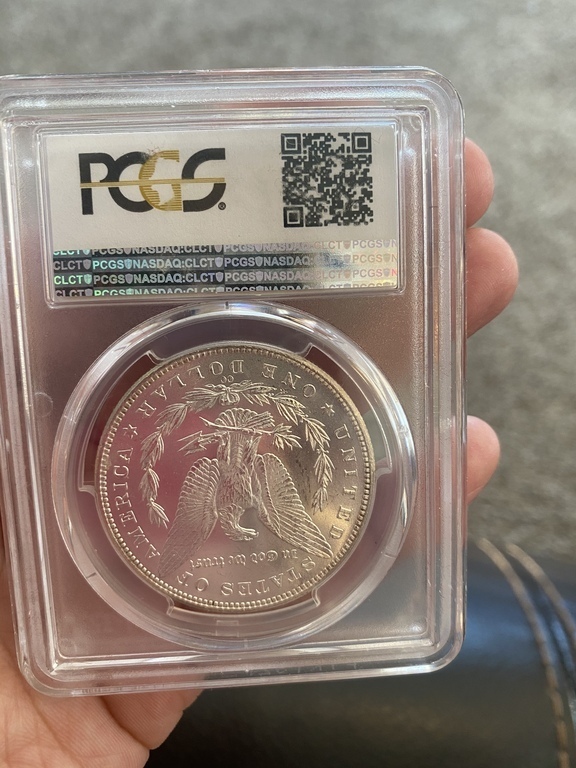 PCGS®
CLCT PCGS NASDAQ:CLCT PCGS NASDAQ:CLCT PCGS N
CLCT PCGS NASDAQ:CLCT PCGS NASDAQ:CLCT PCGS N
CLCT PCGS NASDAQ:CLCT PCGS NASDAQ:CLCT PCGS
UNITED STATES OF AMERICA
In God we trust
ONE DOLLAR